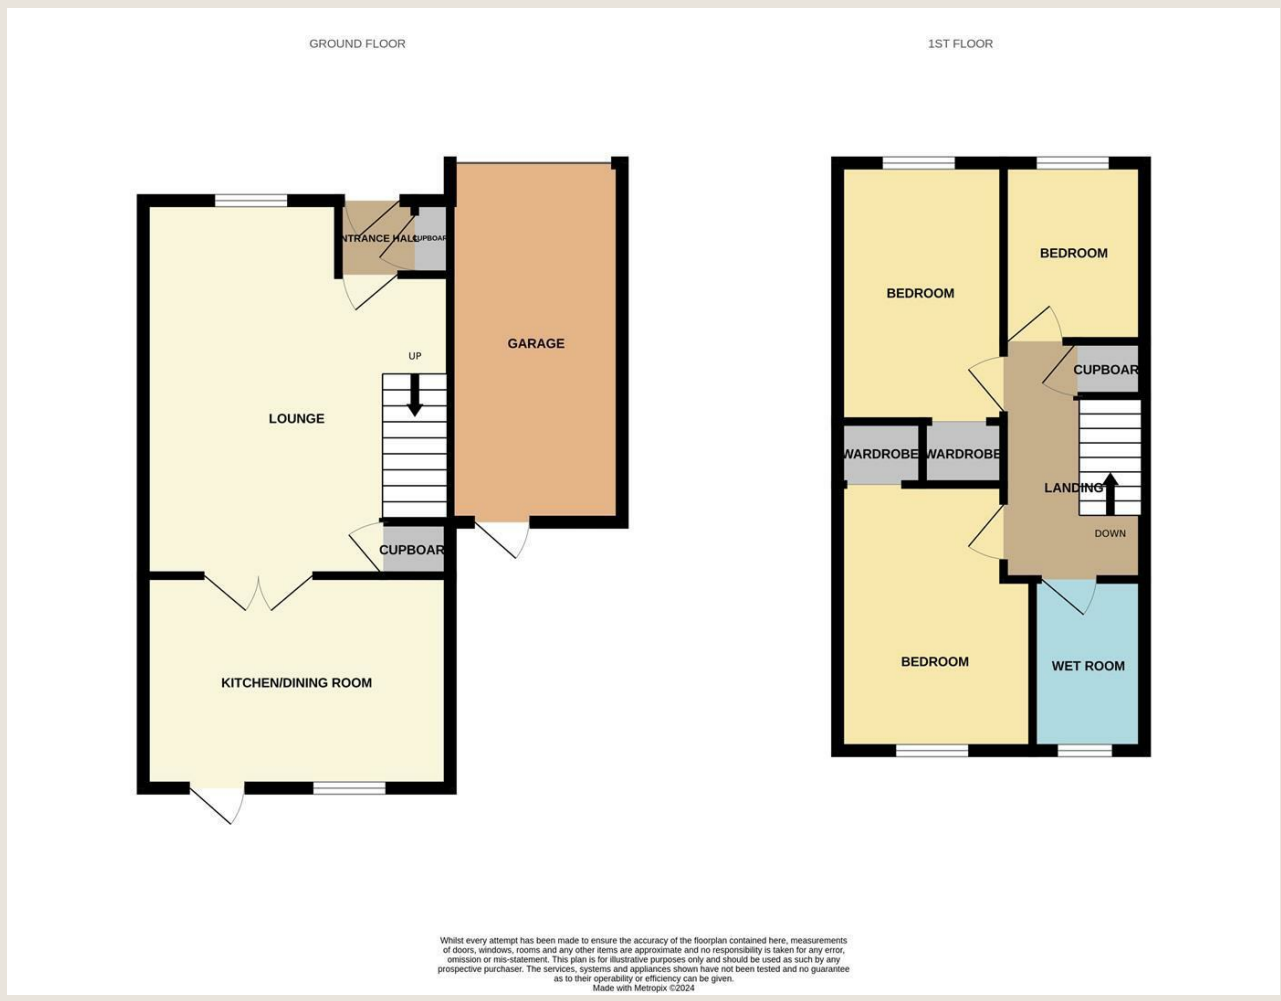 GROUND FLOOR
1ST FLOOR
NTRANCE HALL
CUPBOAR
UP
LOUNGE
GARAGE
CUPBOAR
KITCHEN/DINING ROOM
BEDROOM
BEDROOM
CUPBOAR
WARDROBE
WARDROBE
LANDING
DOWN
BEDROOM
WET ROOM
Whilst every attempt has been made to ensure the accuracy of the floorplan contained here, measurements
of doors, windows, rooms and any other items are approximate and no responsibility is taken for any error,
omission or mis-statement. This plan is for illustrative purposes only and should be used as such by any
prospective purchaser. The services, systems and appliances shown have not been tested and no guarantee
as to their operability or efficiency can be given.
Made with Metropix ©2024